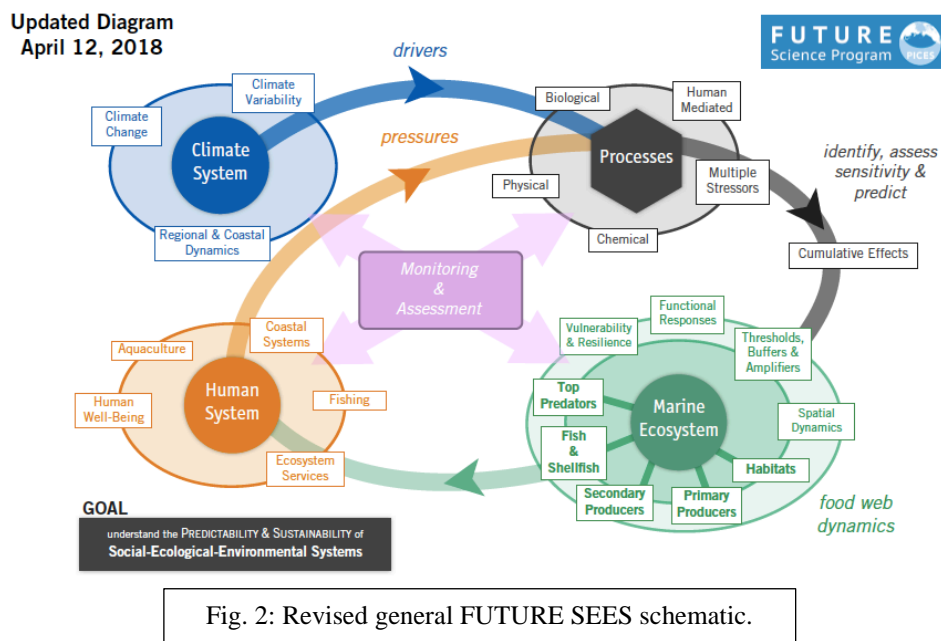 Updated Diagram
April 12, 2018
drivers
FUTURE
Science Program
PICES
Climate
Variability
Climate
Change
Climate
System
Regional & Coastal
Dynamics
pressures
Biological
Human
Mediated
Processes
Physical
Multiple
Stressors
Chemical
identify, assess
sensitivity &
predict
Cumulative Effects
Monitoring
&
Assessment
Coastal
Systems
Aquaculture
Human
Well-Being
Human
System
Fishing
Ecosystem
Services
Functional
Responses
Vulnerability
& Resilience
Thresholds,
Buffers &
Amplifiers
Top
Predators
Marine
Ecosystem
Spatial
Dynamics
Fish
&
Shellfish
Habitats
Secondary
Producers
Primary
Producers
food web
dynamics
GOAL
understand the PREDICTABILITY & SUSTAINABILITY of
Social-Ecological-Environmental Systems
Fig. 2: Revised general FUTURE SEES schematic.